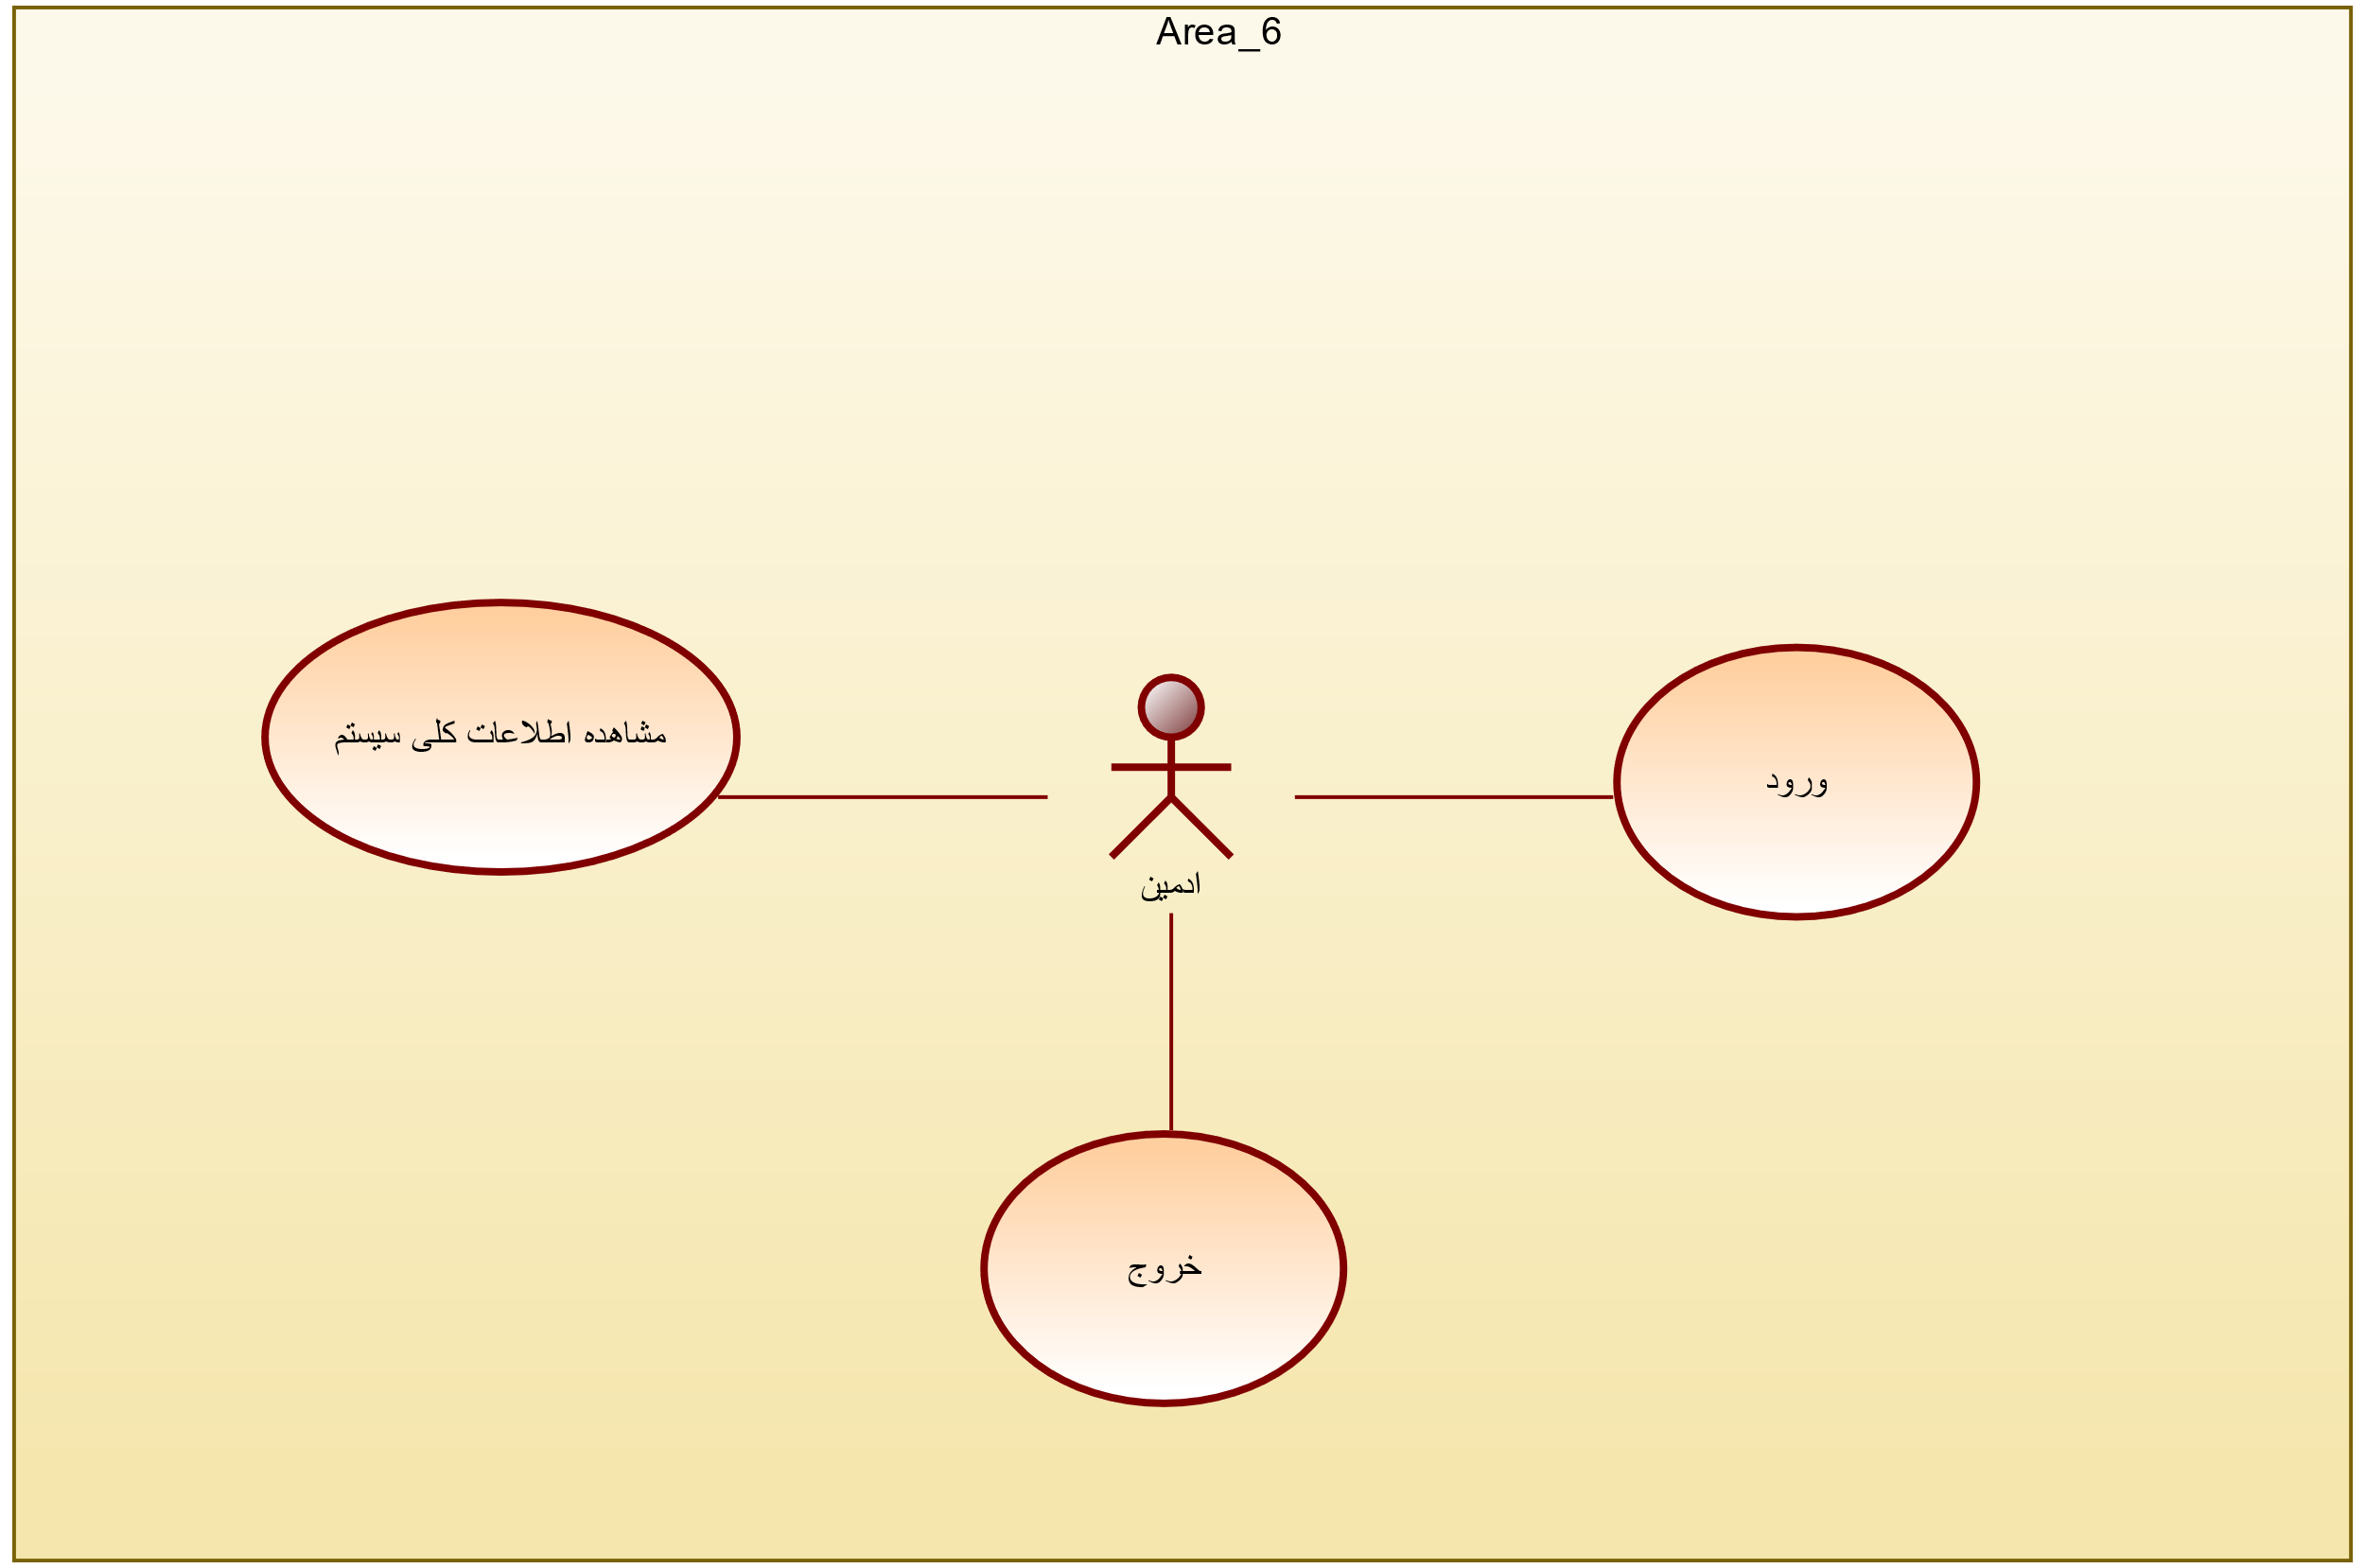 Area_6
مشاهده اطلاعات کلی سیستم
ورود
ادمین
خروج